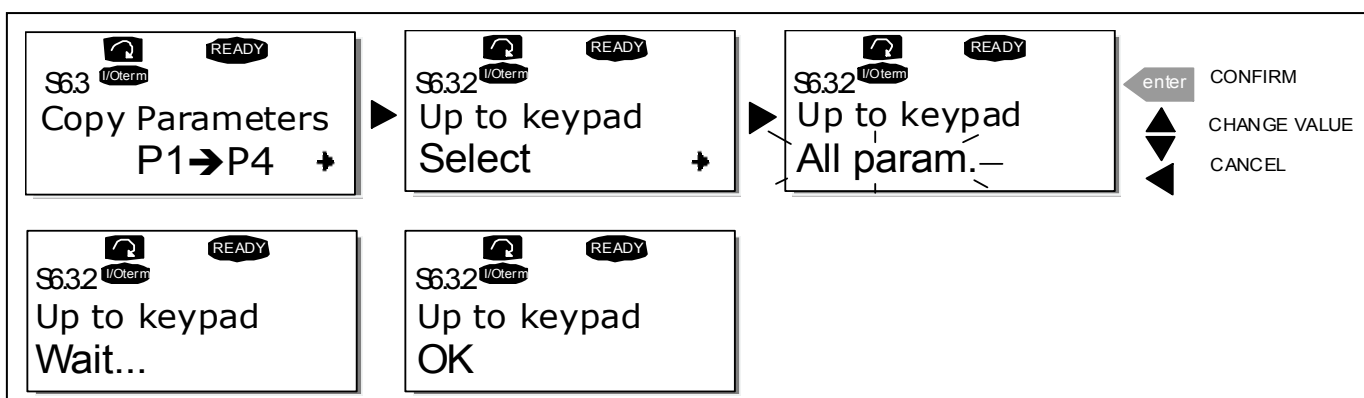 READY
S6.3 I/Oterm
Copy Parameters
P1➔P4
READY
S6.3.2 I/Oterm
Up to keypad
Select
READY
S6.3.2 I/Oterm
Up to keypad
All param.
enter CONFIRM
CHANGE VALUE
CANCEL
READY
S6.3.2 I/Oterm
Up to keypad
Wait...
READY
S6.3.2 I/Oterm
Up to keypad
OK